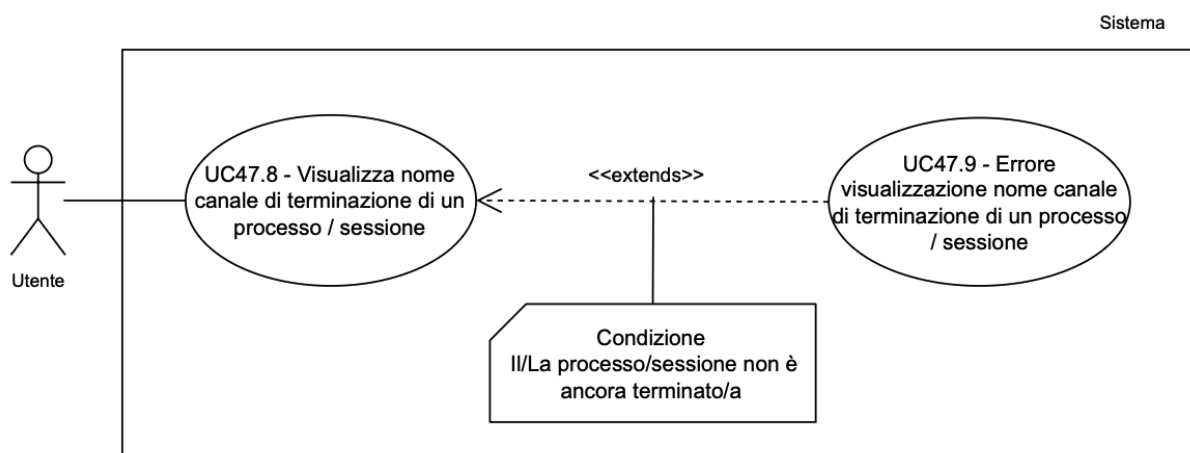 Sistema
UC47.8 - Visualizza nome
canale di terminazione di un
processo / sessione
<<extends>>
UC47.9 - Errore
visualizzazione nome canale
di terminazione di un processo
/ sessione
Utente
Condizione
Il/La processo/sessione non è
ancora terminato/a